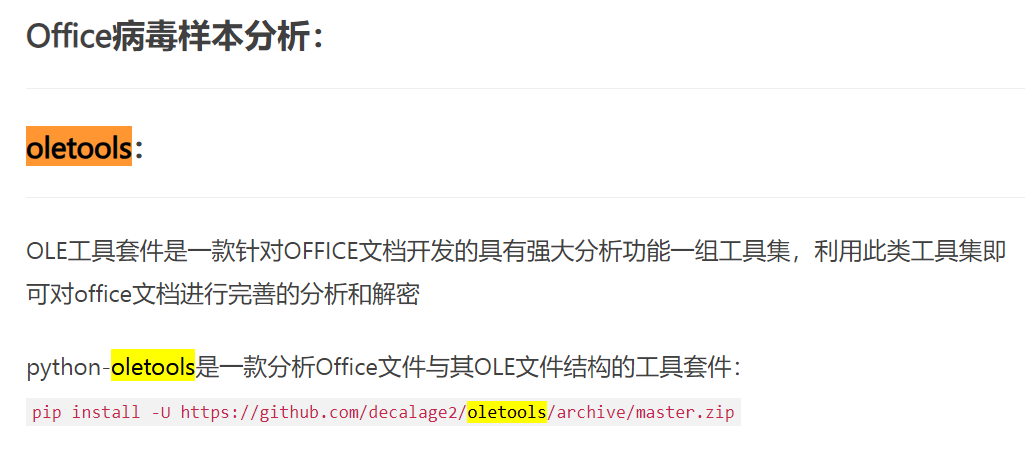 Office病毒样本分析：
oletools：
OLE工具套件是一款针对OFFICE文档开发的具有强大分析功能一组工具集，利用此类工具集即
可对office文档进行完善的分析和解密
python-oletools是一款分析Office文件与其OLE文件结构的工具套件：
pip install -U https://github.com/decalage2/oletools/archive/master.zip